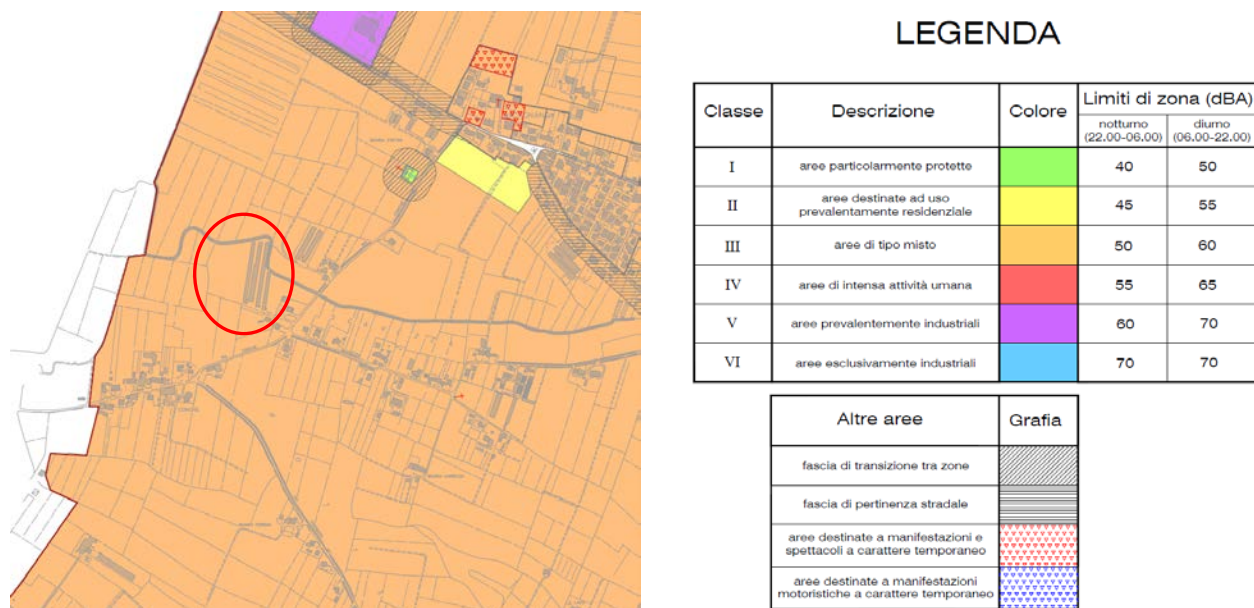 LEGENDA
Classe Descrizione Colore Limiti di zona (dBA)
notturno diurno
(22.00-06.00) (06.00-22.00)
I aree particolarmente protette 40 50
II aree destinate ad uso
prevalentamente residenziale 45 55
III aree di tipo misto 50 60
IV aree di intensa attività umana 55 65
V aree prevalentemente industriali 60 70
VI aree esclusivamente industriali 70 70
Altre aree Grafia
fascia di transizione tra zone
fascia di pertinenza stradale
aree destinate a manifestazioni e
spettacoli a carattere temporaneo
aree destinate a manifestazioni
motoristiche a carattere temporaneo